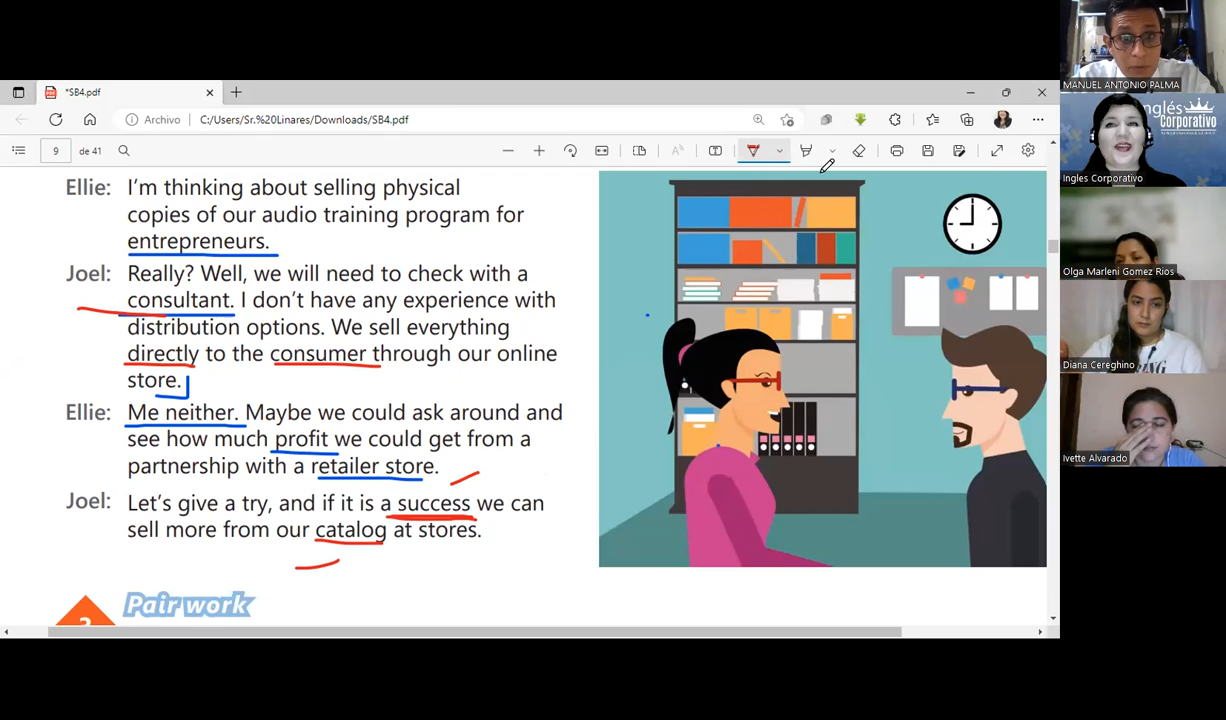 *SB4.pdf
Archivo
C:/Users/Sr.%20Linares/Downloads/SB4.pdf
9
de 41
Ellie: I'm thinking about selling physical
copies of our audio training program for
entrepreneurs.
Joel: Really? Well, we will need to check with a
consultant. I don't have any experience with
distribution options. We sell everything
directly to the consumer through our online
store.
Ellie: Me neither. Maybe we could ask around and
see how much profit we could get from a
partnership with a retailer store.
Joel: Let's give a try, and if it is a success we can
sell more from our catalog at stores.
Pair work
MANUEL ANTONIO PALMA
Inglés
Corporativo
Ingles Corporativo
Olga Marleni Gomez Rios
Diana Cereghino
Ivette Alvarado